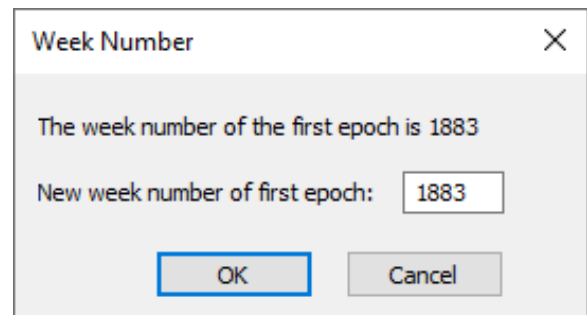 Week Number
The week number of the first epoch is 1883
New week number of first epoch: 1883
OK Cancel